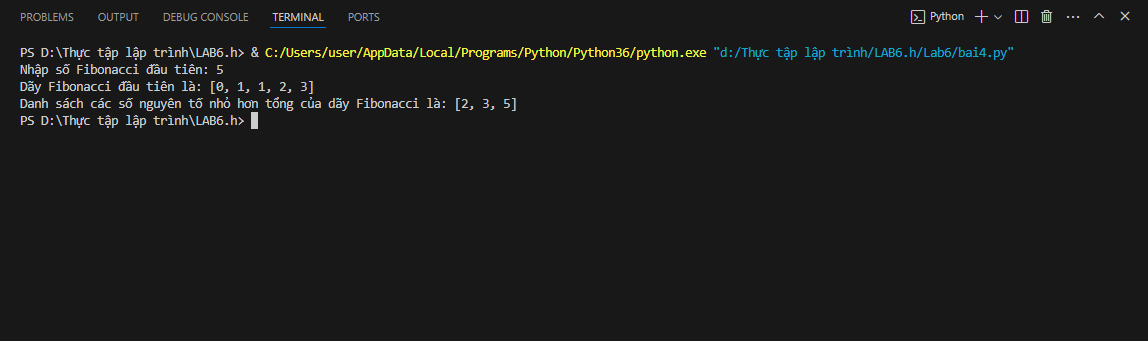 PROBLEMS OUTPUT DEBUG CONSOLE TERMINAL PORTS Python
PS D:\Thực tập lập trình\LAB6.h> & C:/Users/user/AppData/Local/Programs/Python/Python36/python.exe "d:/Thực tập lập trình/LAB6.h/Lab6/bai4.py"
Nhập số Fibonacci đầu tiên: 5
Dãy Fibonacci đầu tiên là: [0, 1, 1, 2, 3]
Danh sách các số nguyên tố nhỏ hơn tổng của dãy Fibonacci là: [2, 3, 5]
PS D:\Thực tập lập trình\LAB6.h>